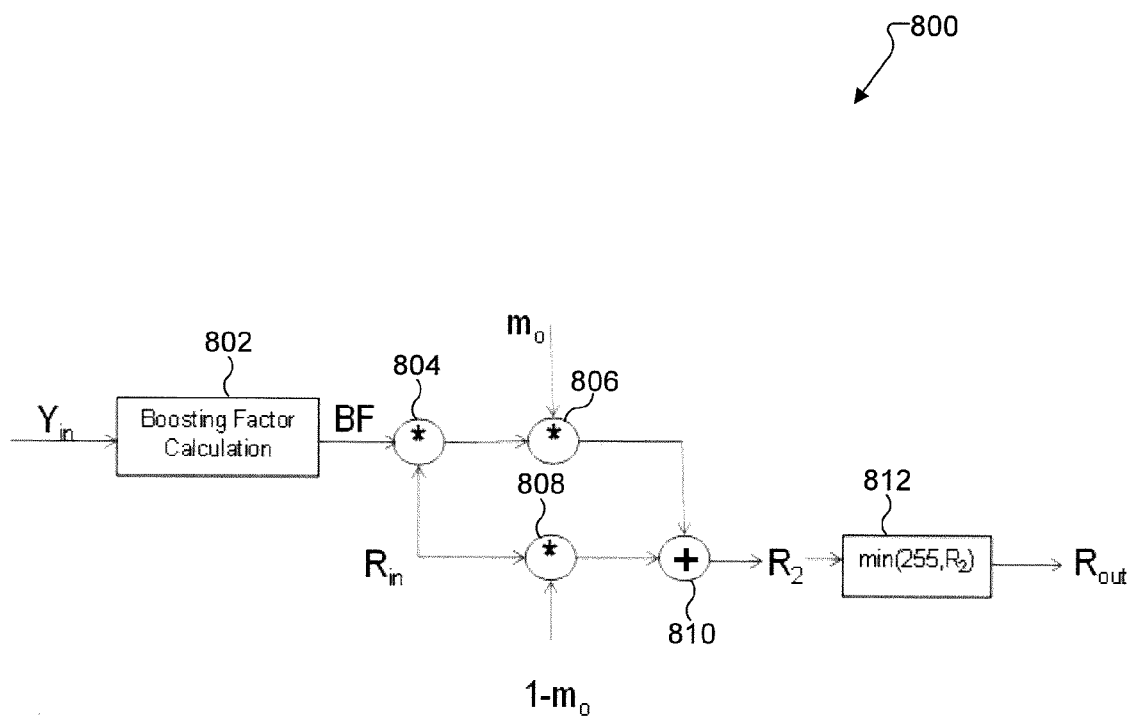 800
m₀
802
804
806
Yᵢₙ
Boosting Factor
Calculation
BF
*
*
808
812
Rᵢₙ
*
+
R₂
min(255,R₂)
Rₒᵤₜ
810
1-m₀